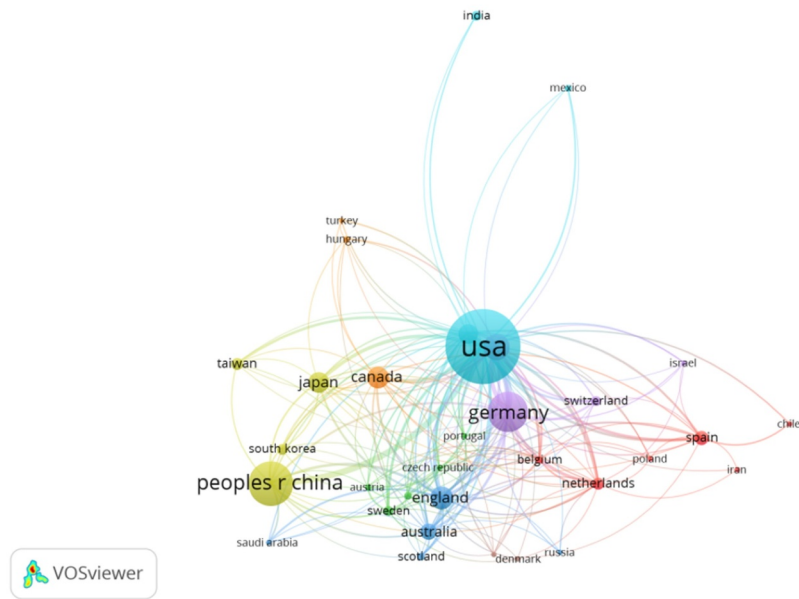 india
mexico
turkey
hungary
usa
taiwan
japan
canada
israel
switzerland
germany
chile
portugal
spain
south korea
belgium
poland
czech republic
iran
peoples r china
austria
netherlands
england
sweden
australia
saudi arabia
scotland
denmark
russia
VOSviewer